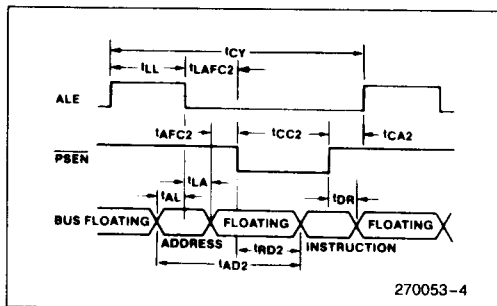 tCY
tLL tLAFC2
ALE
tAFC2 tCC2 tCA2
PSEN
tLA
tAL tDR
BUS FLOATING FLOATING FLOATING
ADDRESS tRD2 INSTRUCTION
tAD2
270053-4